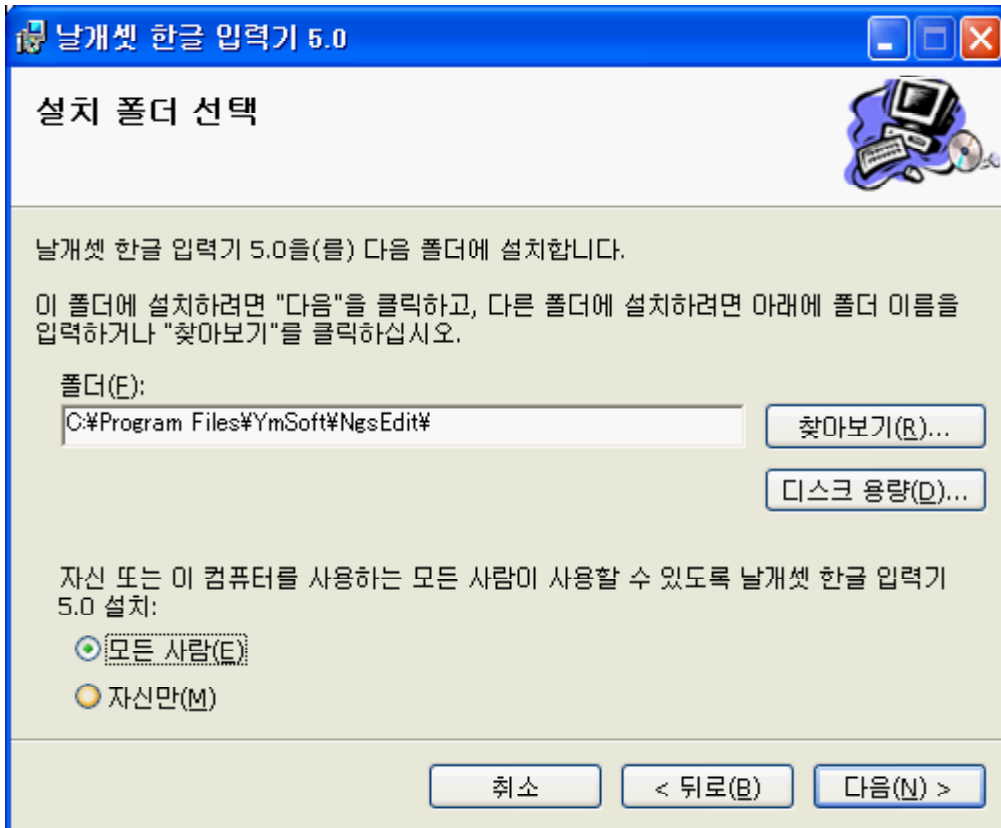 날개셋 한글 입력기 5.0
설치 폴더 선택
날개셋 한글 입력기 5.0을(를) 다음 폴더에 설치합니다.
이 폴더에 설치하려면 "다음"을 클릭하고, 다른 폴더에 설치하려면 아래에 폴더 이름을
입력하거나 "찾아보기"를 클릭하십시오.
폴더(F):
C:¥Program Files¥YmSoft¥NgsEdit¥
찾아보기(R)...
디스크 용량(D)...
자신 또는 이 컴퓨터를 사용하는 모든 사람이 사용할 수 있도록 날개셋 한글 입력기
5.0 설치:
모든 사람(E)
자신만(M)
취소
< 뒤로(B)
다음(N) >